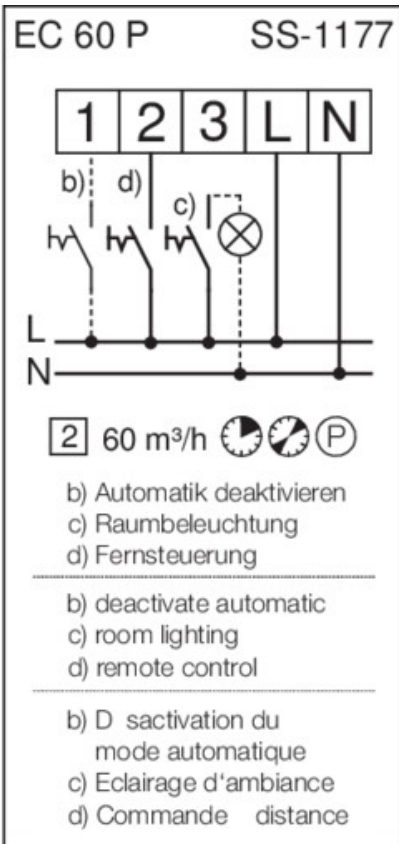 EC 60 P SS-1177
1 2 3 L N
b) d)
c)
L
N
2 60 m³/h P
b) Automatik deaktivieren
c) Raumbeleuchtung
d) Fernsteuerung
b) deactivate automatic
c) room lighting
d) remote control
b) D sactivation du
mode automatique
c) Eclairage d‘ambiance
d) Commande distance